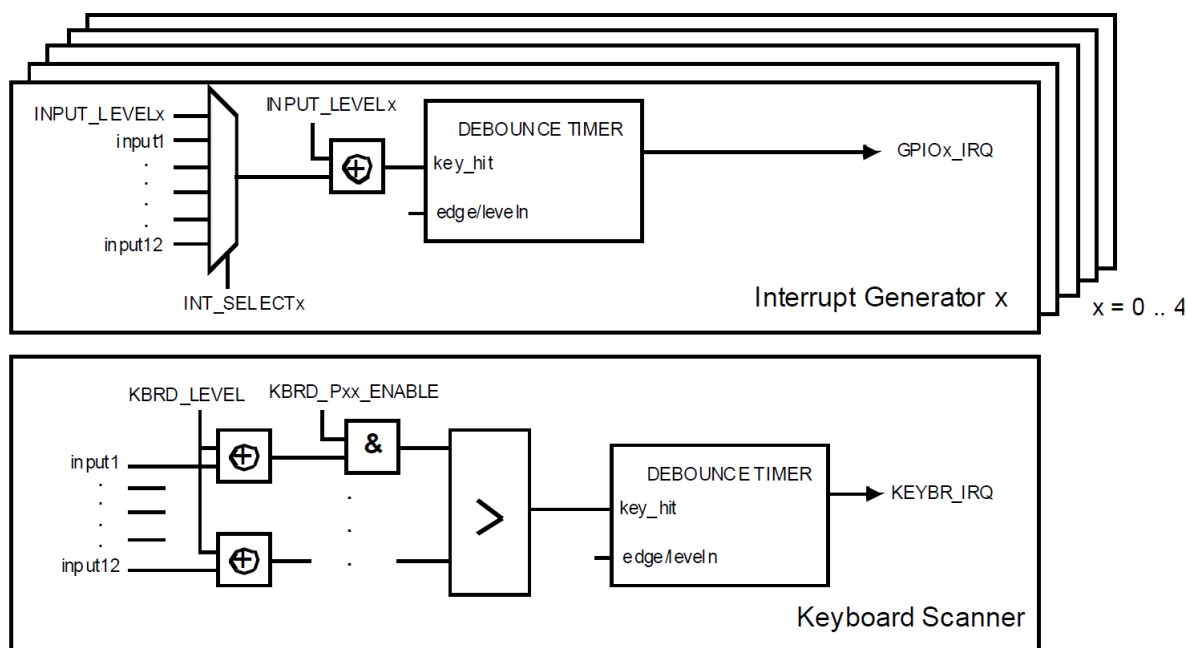 INPUT_LEVELx
INPUT_LEVELx
input1
.
.
.
.
input12
INT_SELECTx
DEBOUNCE TIMER
key_hit
edge/leveln
GPIOx_IRQ
Interrupt Generator x
x = 0 .. 4
KBRD_LEVEL
KBRD_Pxx_ENABLE
input1
.
.
.
.
input12
&
.
.
.
>
DEBOUNCE TIMER
key_hit
edge/leveln
KEYBR_IRQ
Keyboard Scanner